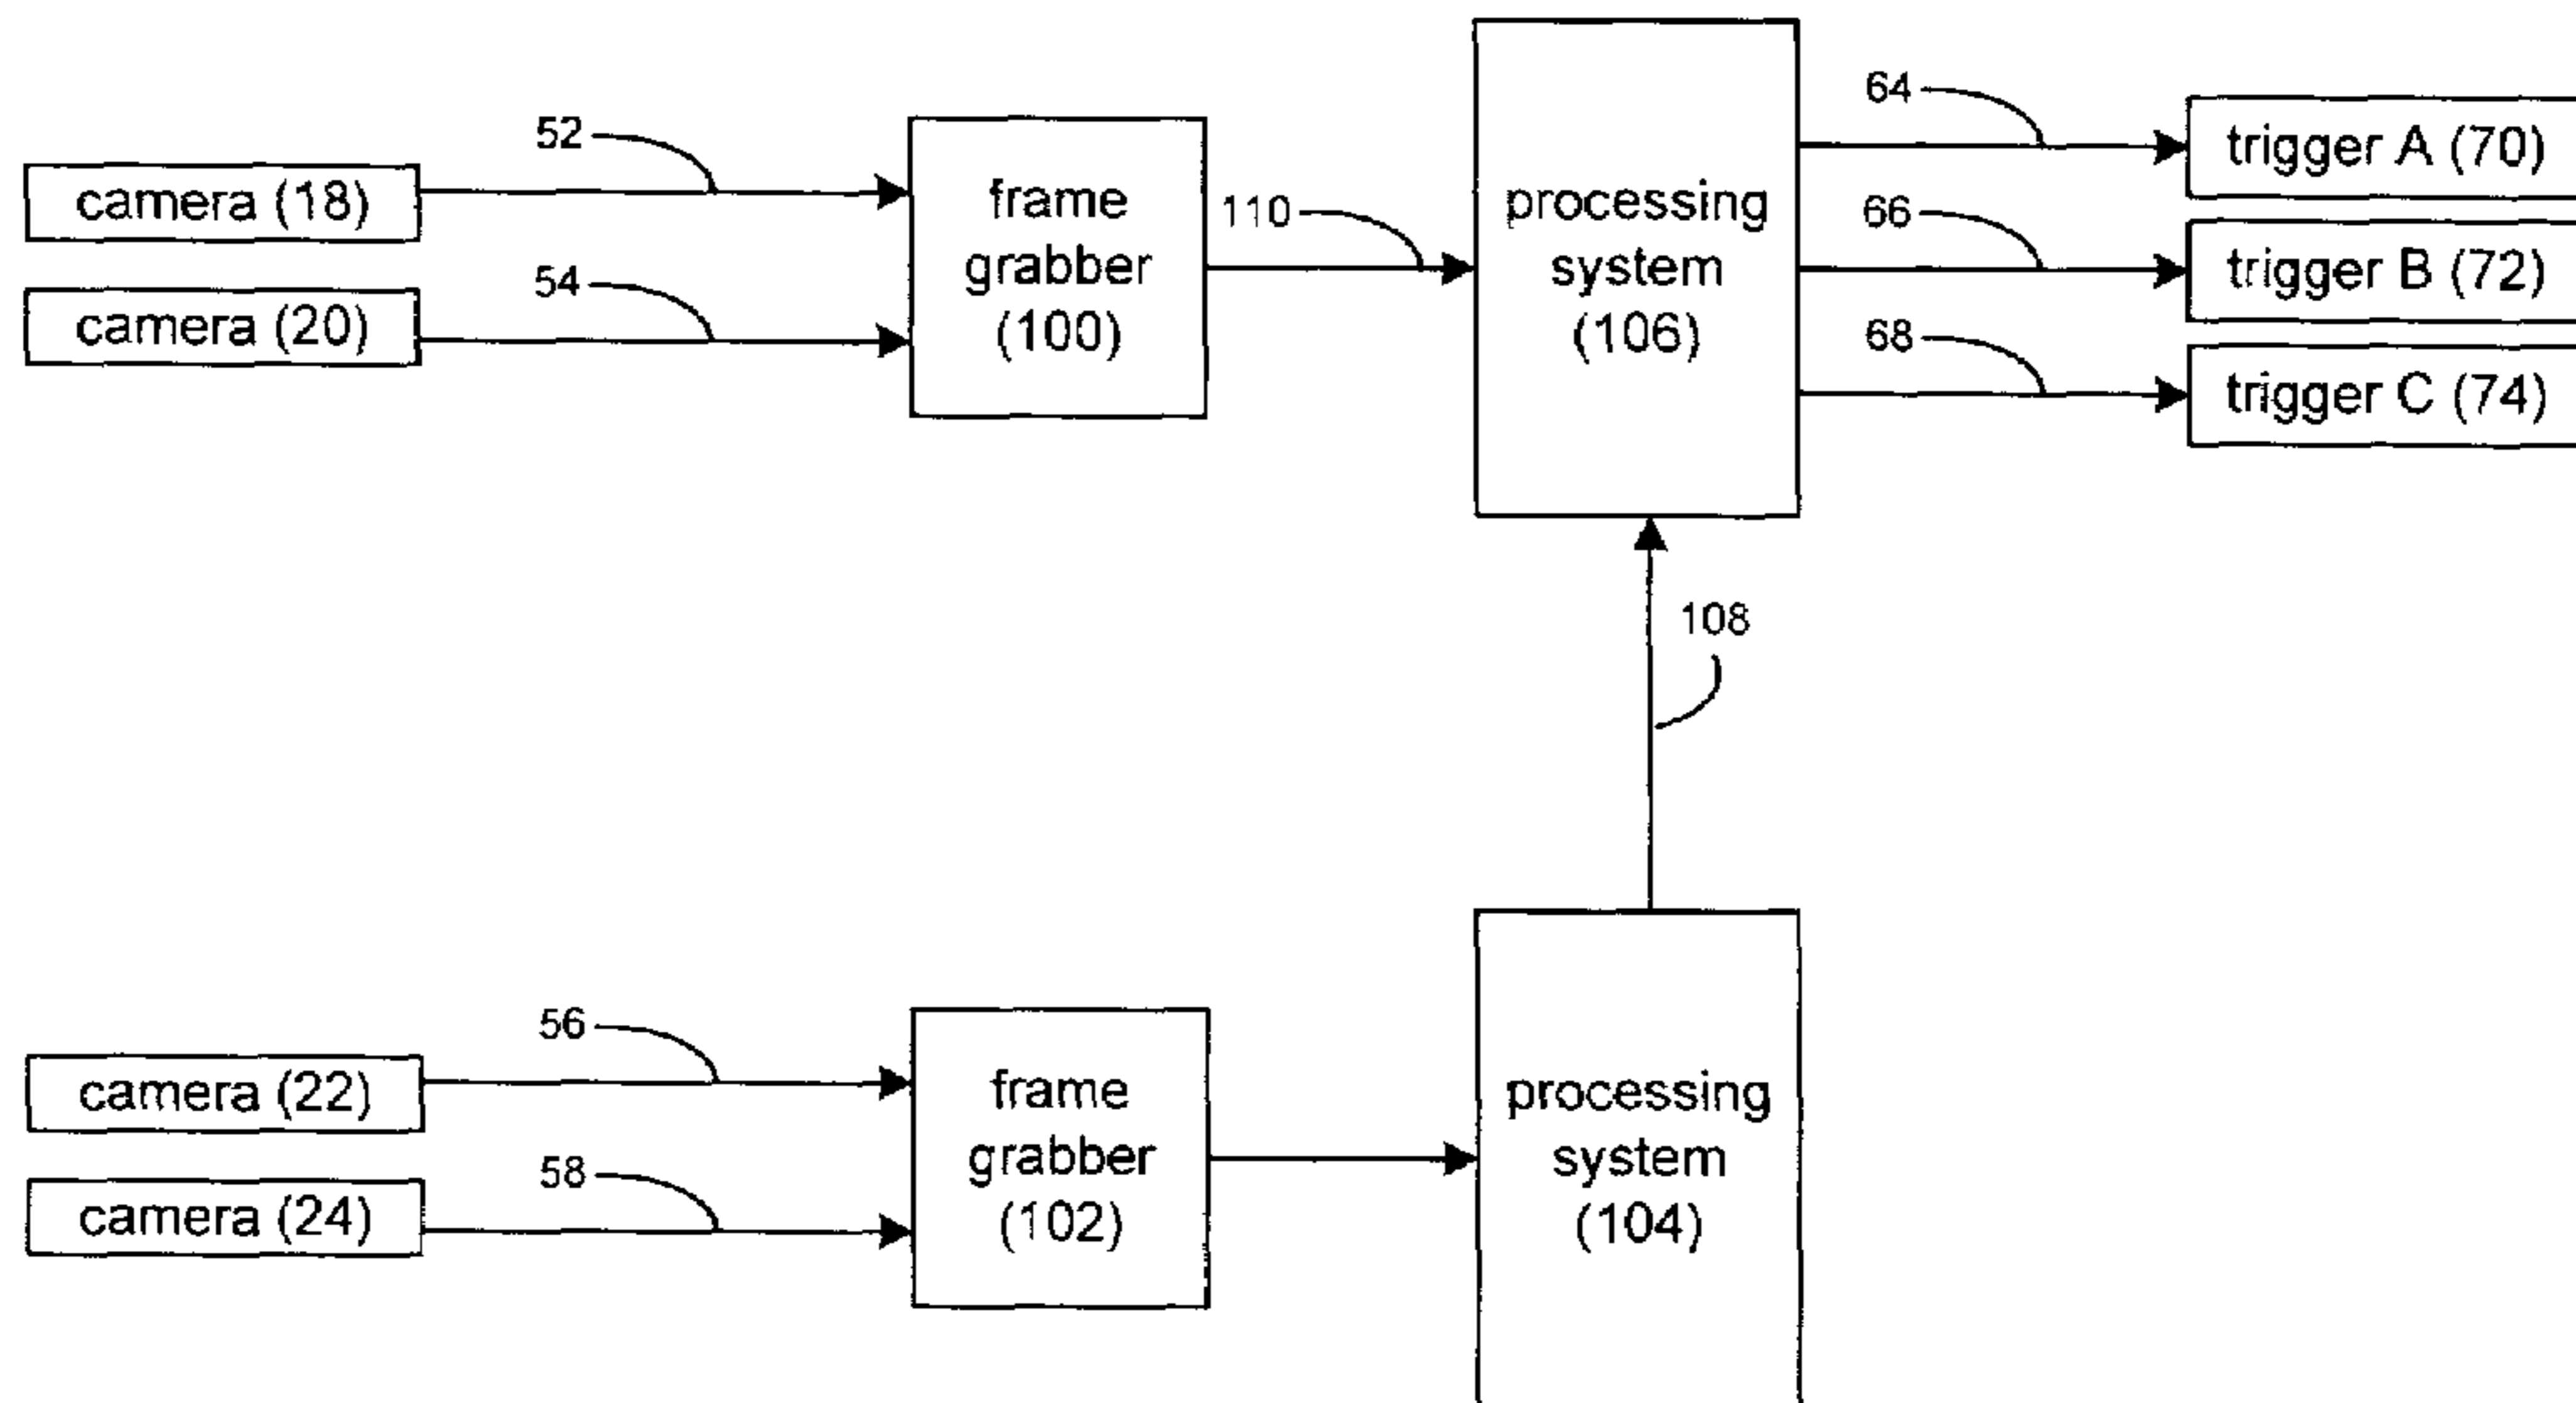 64
52
trigger A (70)
camera (18)
frame
grabber
(100)
110
processing
system
(106)
66
trigger B (72)
54
camera (20)
68
trigger C (74)
108
56
camera (22)
frame
grabber
(102)
processing
system
(104)
58
camera (24)